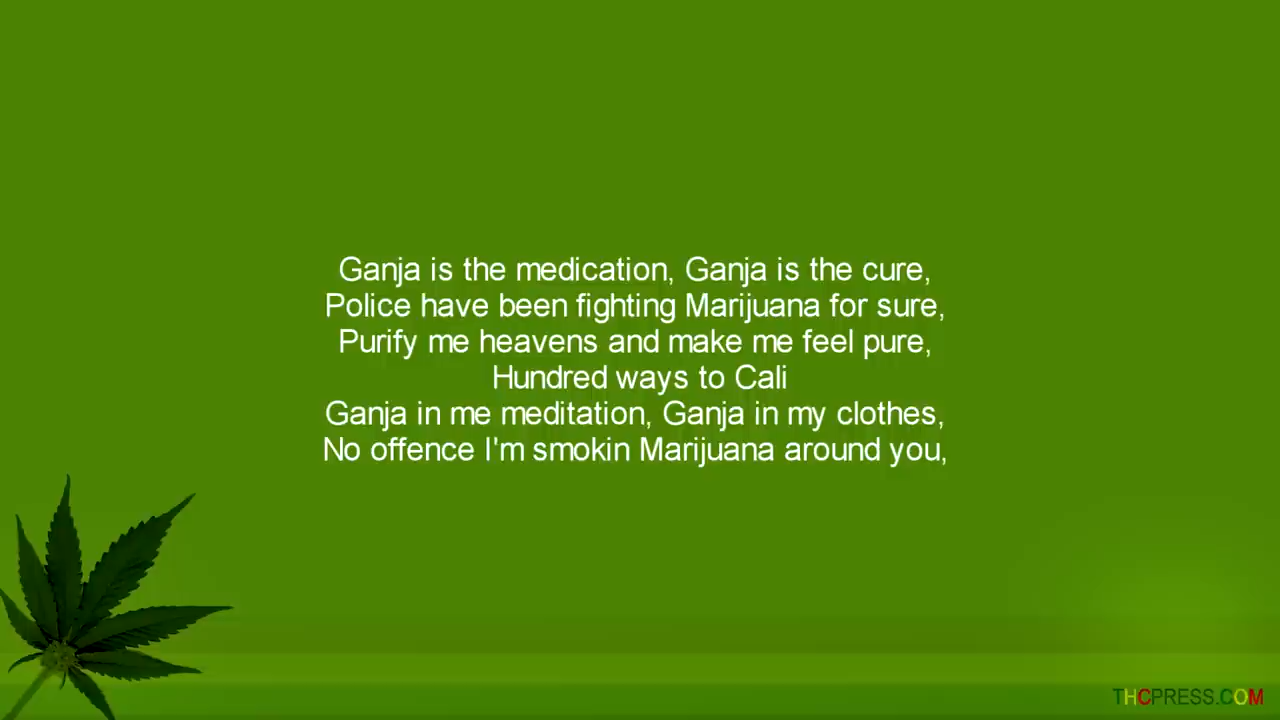 Ganja is the medication, Ganja is the cure,
Police have been fighting Marijuana for sure,
Purify me heavens and make me feel pure,
Hundred ways to Cali
Ganja in me meditation, Ganja in my clothes,
No offence I'm smokin Marijuana around you,
THCPRESS.COM